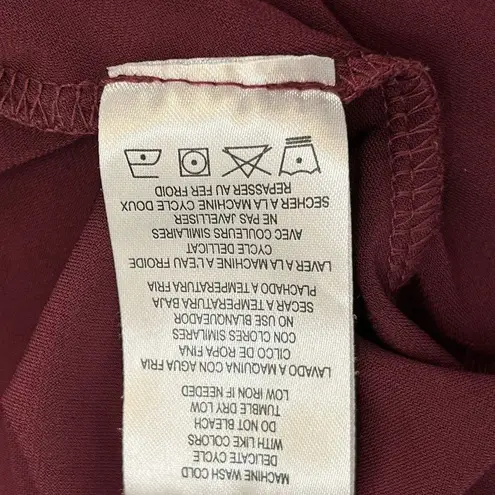 MACHINE WASH COLD
DELICATE CYCLE
WITH LIKE COLORS
DO NOT BLEACH
TUMBLE DRY LOW
LOW IRON IF NEEDED
LAVADO A MAQUINA CON AGUA FRIA
CILCO DE ROPA FINA
CON CLORES SIMILARES
NO USE BLANQUEADOR
SECAR A TEMPERATURA BAJA
PLACHADO A TEMPERATURA FRIA
LAVER A LA MACHINE A L'EAU FROIDE
CYCLE DELICAT
AVEC COULEURS SIMILAIRES
NE PAS JAVELLISER
SECHER A LA MACHINE CYCLE DOUX
REPASSER AU FER FROID